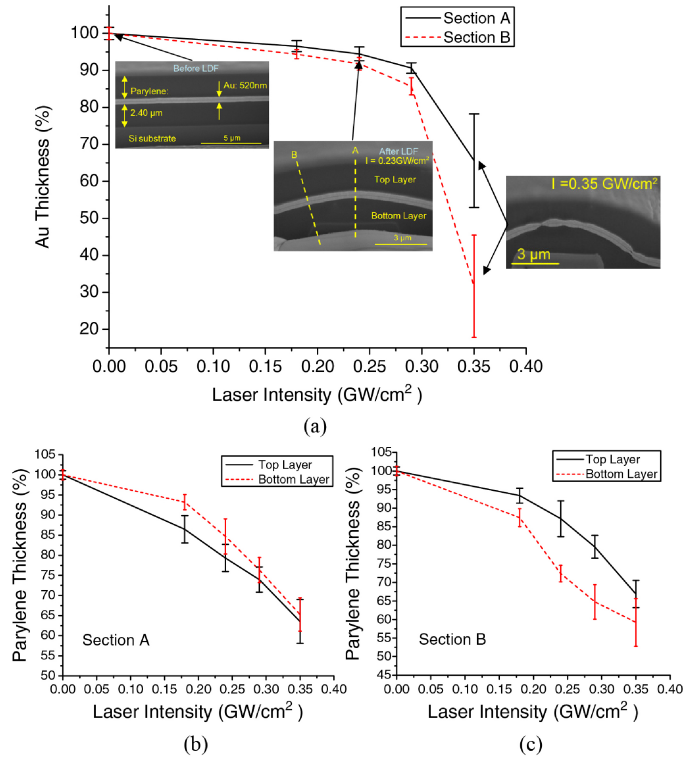 (a)
Section A
Section B
100
90
80
70
60
50
40
30
20
Au Thickness (%)
Before LDF
Parylene:
Au: 520nm
2.40 µm
Si substrate
5 µm
B
A
After LDF
I = 0.23GW/cm²
Top Layer
Bottom Layer
3 µm
I =0.35 GW/cm²
3 µm
0.00 0.05 0.10 0.15 0.20 0.25 0.30 0.35 0.40
Laser Intensity (GW/cm² )
(a)
105
100
95
90
85
80
75
70
65
60
55
50
Parylene Thickness (%)
Top Layer
Bottom Layer
Section A
0.00 0.05 0.10 0.15 0.20 0.25 0.30 0.35 0.40
Laser Intensity (GW/cm² )
(b)
105
100
95
90
85
80
75
70
65
60
55
50
45
Parylene Thickness (%)
Top Layer
Bottom Layer
Section B
0.00 0.05 0.10 0.15 0.20 0.25 0.30 0.35 0.40
Laser Intensity (GW/cm² )
(c)